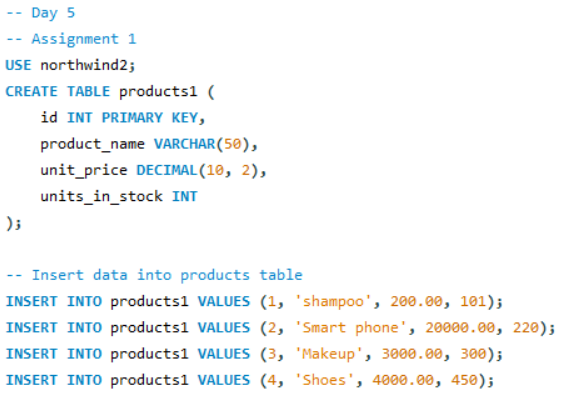 -- Day 5
-- Assignment 1
USE northwind2;
CREATE TABLE products1 (
    id INT PRIMARY KEY,
    product_name VARCHAR(50),
    unit_price DECIMAL(10, 2),
    units_in_stock INT
);

-- Insert data into products table
INSERT INTO products1 VALUES (1, 'shampoo', 200.00, 101);
INSERT INTO products1 VALUES (2, 'Smart phone', 20000.00, 220);
INSERT INTO products1 VALUES (3, 'Makeup', 3000.00, 300);
INSERT INTO products1 VALUES (4, 'Shoes', 4000.00, 450);